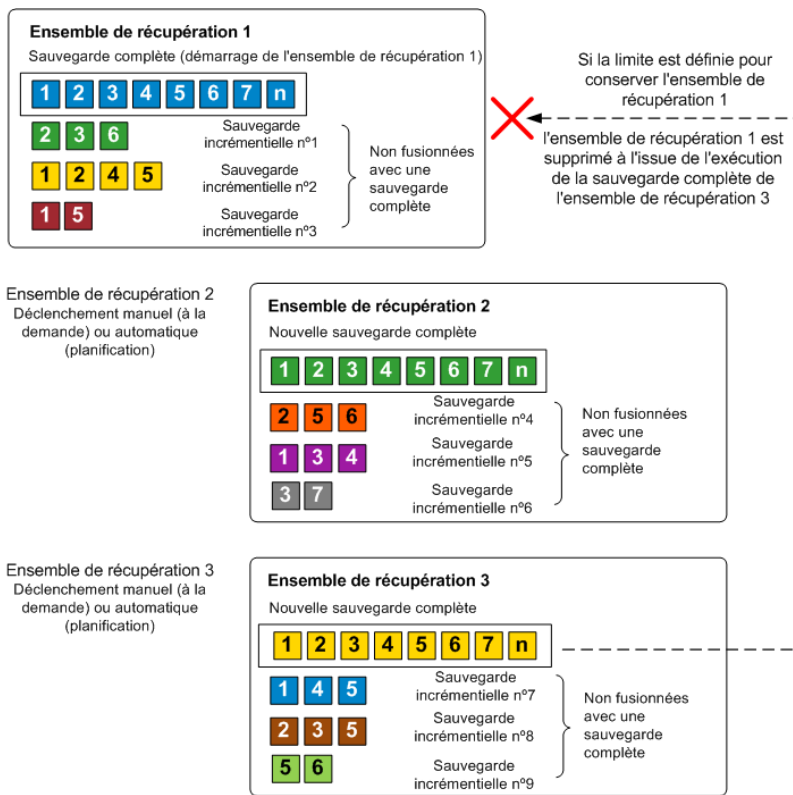 Ensemble de récupération 1
Sauvegarde complète (démarrage de l'ensemble de récupération 1)
1 2 3 4 5 6 7 n
2 3 6
Sauvegarde
incrémentielle nº1
1 2 4 5
Sauvegarde
incrémentielle nº2
1 5
Sauvegarde
incrémentielle nº3
Non fusionnées
avec une
sauvegarde
complète
Si la limite est définie pour
conserver l'ensemble de
récupération 1
l'ensemble de récupération 1 est
supprimé à l'issue de l'exécution
de la sauvegarde complète de
l'ensemble de récupération 3
Ensemble de récupération 2
Déclenchement manuel (à la
demande) ou automatique
(planification)
Ensemble de récupération 2
Nouvelle sauvegarde complète
1 2 3 4 5 6 7 n
2 5 6
Sauvegarde
incrémentielle nº4
1 3 4
Sauvegarde
incrémentielle nº5
3 7
Sauvegarde
incrémentielle nº6
Non fusionnées
avec une
sauvegarde
complète
Ensemble de récupération 3
Déclenchement manuel (à la
demande) ou automatique
(planification)
Ensemble de récupération 3
Nouvelle sauvegarde complète
1 2 3 4 5 6 7 n
1 4 5
Sauvegarde
incrémentielle nº7
2 3 5
Sauvegarde
incrémentielle nº8
5 6
Sauvegarde
incrémentielle nº9
Non fusionnées
avec une
sauvegarde
complète